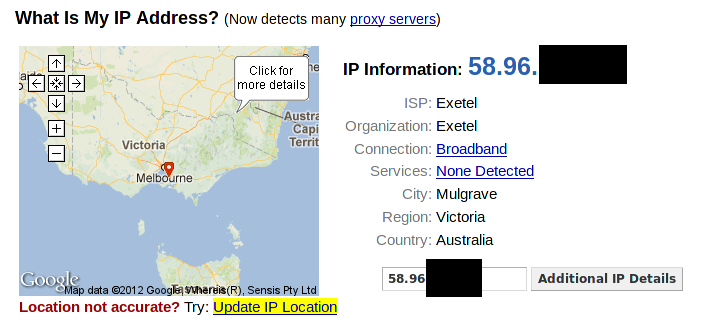 What Is My IP Address? (Now detects many proxy servers)
Click for
more details
Victoria
Melbourne
Austra
Capi
Territ
Tasmania
Google
Map data ©2012 Google, Whereis(R), Sensis Pty Ltd
Location not accurate? Try: Update IP Location
IP Information: 58.96.
ISP: Exetel
Organization: Exetel
Connection: Broadband
Services: None Detected
City: Mulgrave
Region: Victoria
Country: Australia
58.96
Additional IP Details